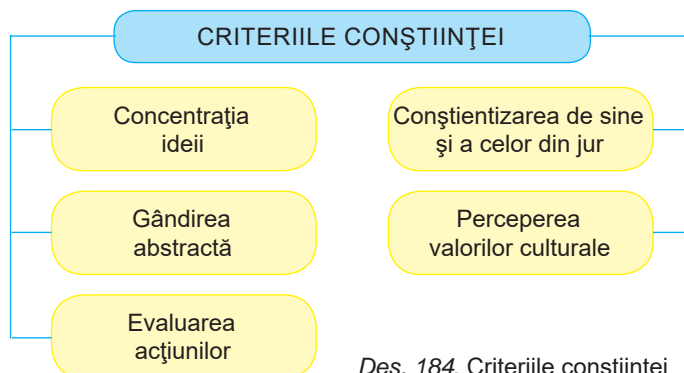 CRITERIILE CONŞTIINŢEI
Concentraţia
ideii
Conştientizarea de sine
şi a celor din jur
Gândirea
abstractă
Perceperea
valorilor culturale
Evaluarea
acţiunilor
Des. 184. Criteriile conştiinţei